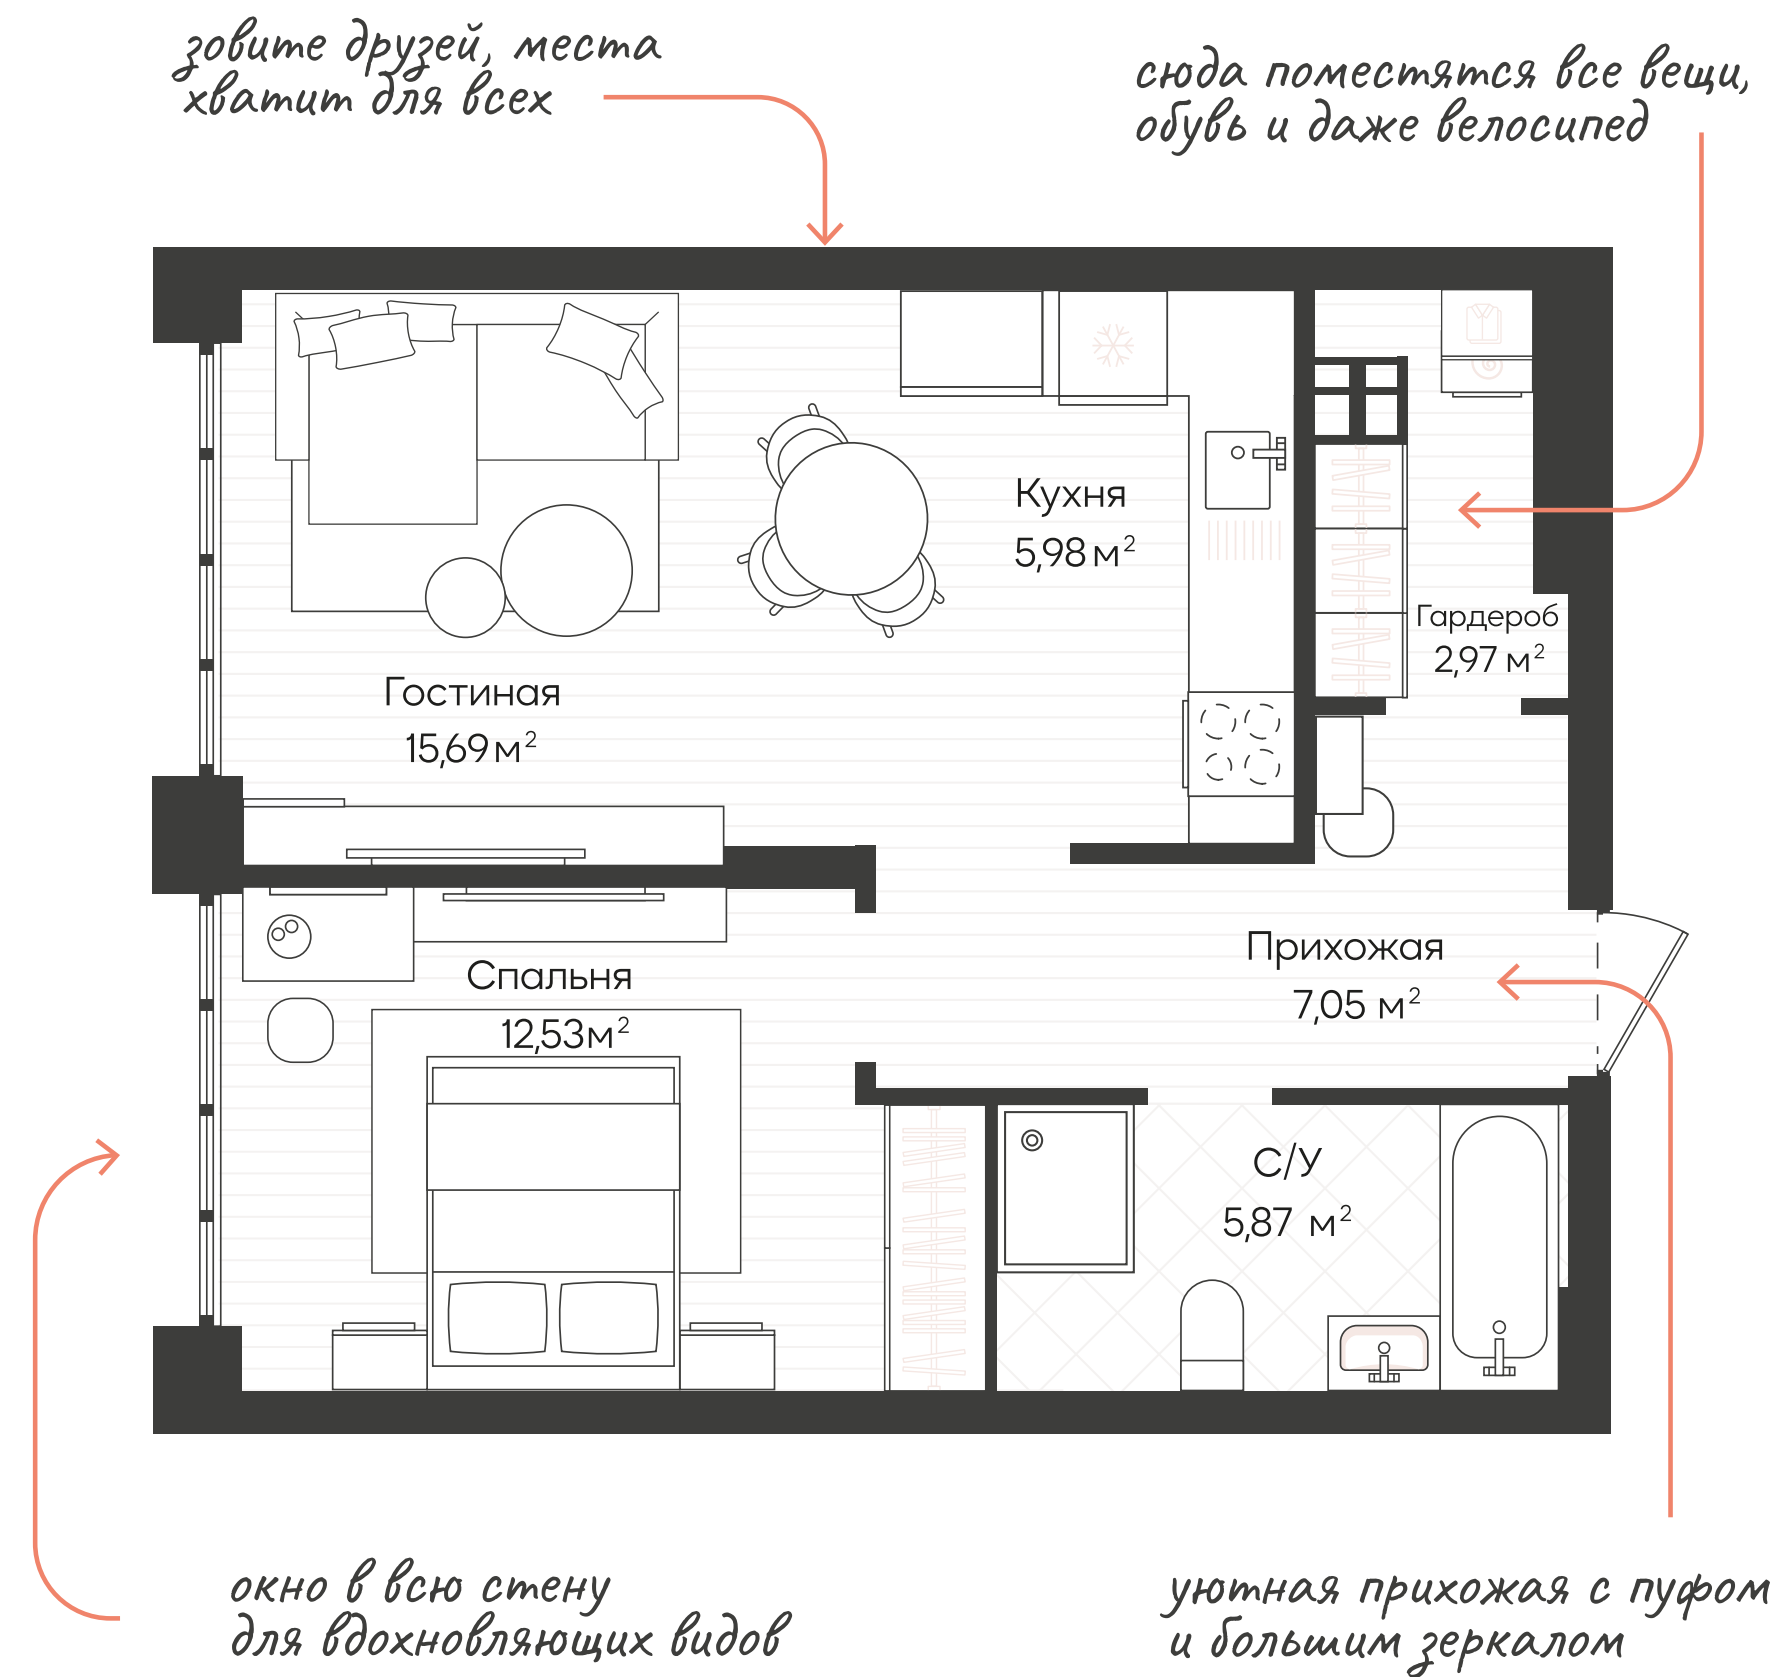 зовите друзей, места
хватит для всех
сюда поместятся все вещи,
обувь и даже велосипед
Кухня
5,98 м²
Гардероб
2,97 м²
Гостиная
15,69 м²
Прихожая
7,05 м²
Спальня
12,53 м²
С/У
5,87 м²
окно в всю стену
для вдохновляющих видов
уютная прихожая с пуфом
и большим зеркалом